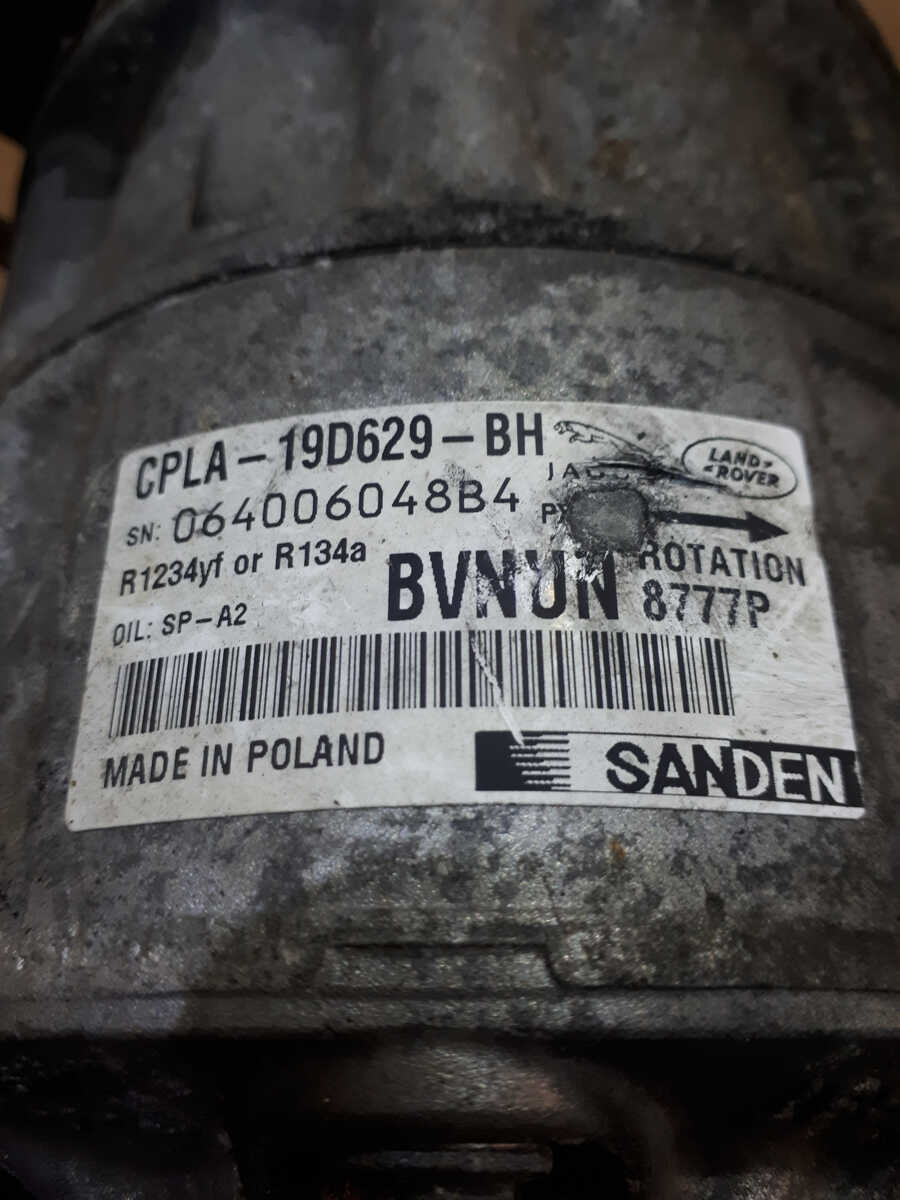 CPLA-19D629-BH
LAND-
ROVER
SN: 064006048B4
R1234yf or R134a
ROTATION
OIL: SP-A2
BVNUN 8777P
MADE IN POLAND
SANDEN